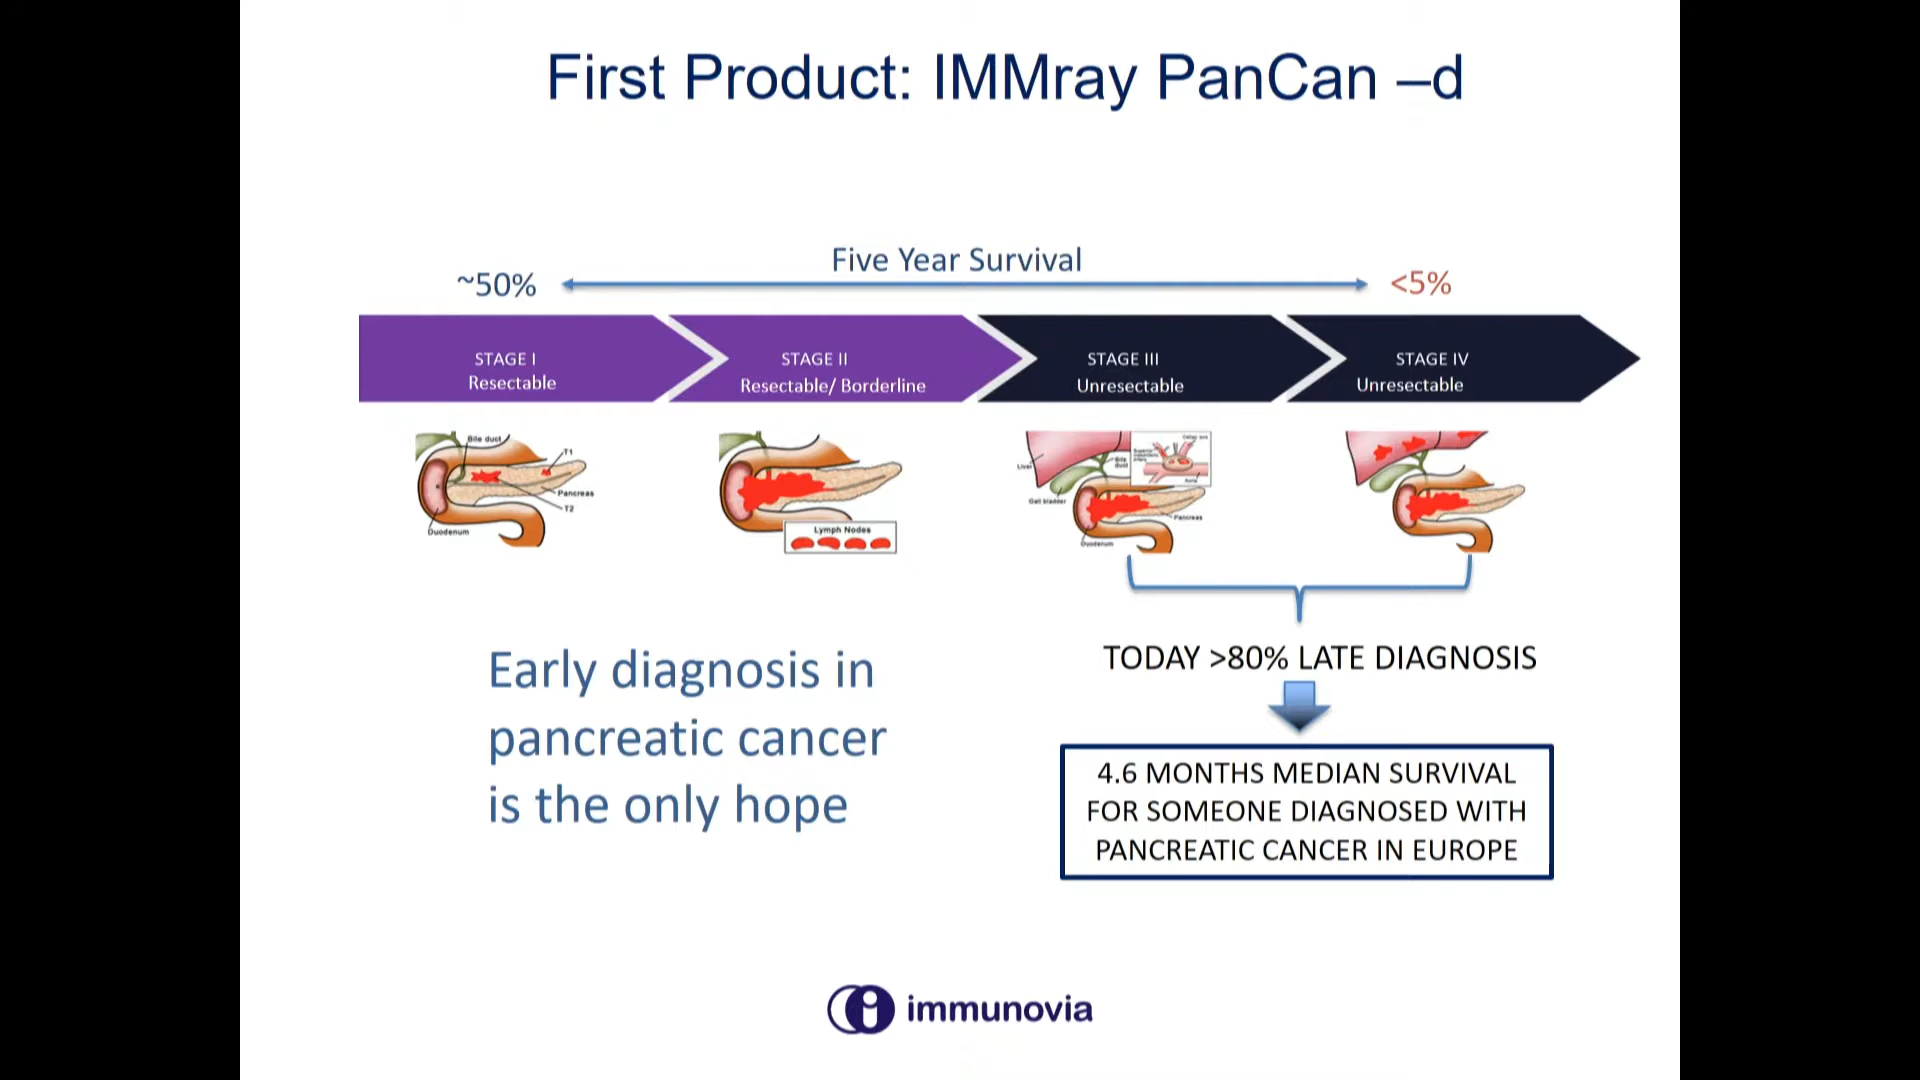 First Product: IMMray PanCan –d
Five Year Survival
~50%
<5%
STAGE I
Resectable
STAGE II
Resectable/ Borderline
STAGE III
Unresectable
STAGE IV
Unresectable
Bile duct
T1
Pancreas
T2
Duodenum
Lymph Nodes
Liver
Bile duct
Gall bladder
Pancreas
Duodenum
Aorta
Early diagnosis in
pancreatic cancer
is the only hope
TODAY >80% LATE DIAGNOSIS
4.6 MONTHS MEDIAN SURVIVAL
FOR SOMEONE DIAGNOSED WITH
PANCREATIC CANCER IN EUROPE
immunovia